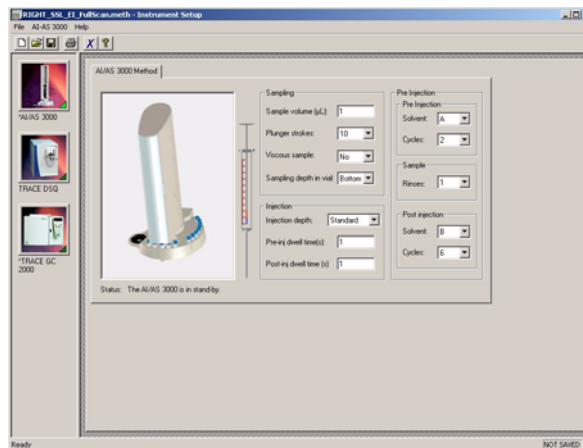 RIGHT_SSL_EI_FullScan.meth - Instrument Setup
File AI-AS 3000 Help
*AI/AS 3000
TRACE DSQ
*TRACE GC
2000
AI/AS 3000 Method
Sampling
Sample volume (µL): 1
Plunger strokes: 10
Viscous sample: No
Sampling depth in vial: Bottom
Injection
Injection depth: Standard
Pre-inj dwell time(s): 1
Post-inj dwell time (s) 1
Pre Injection
Pre Injection
Solvent: A
Cycles: 2
Sample
Rinses: 1
Post injection
Solvent: B
Cycles: 6
Status: The AI/AS 3000 is in stand-by.
Ready
NOT SAVED